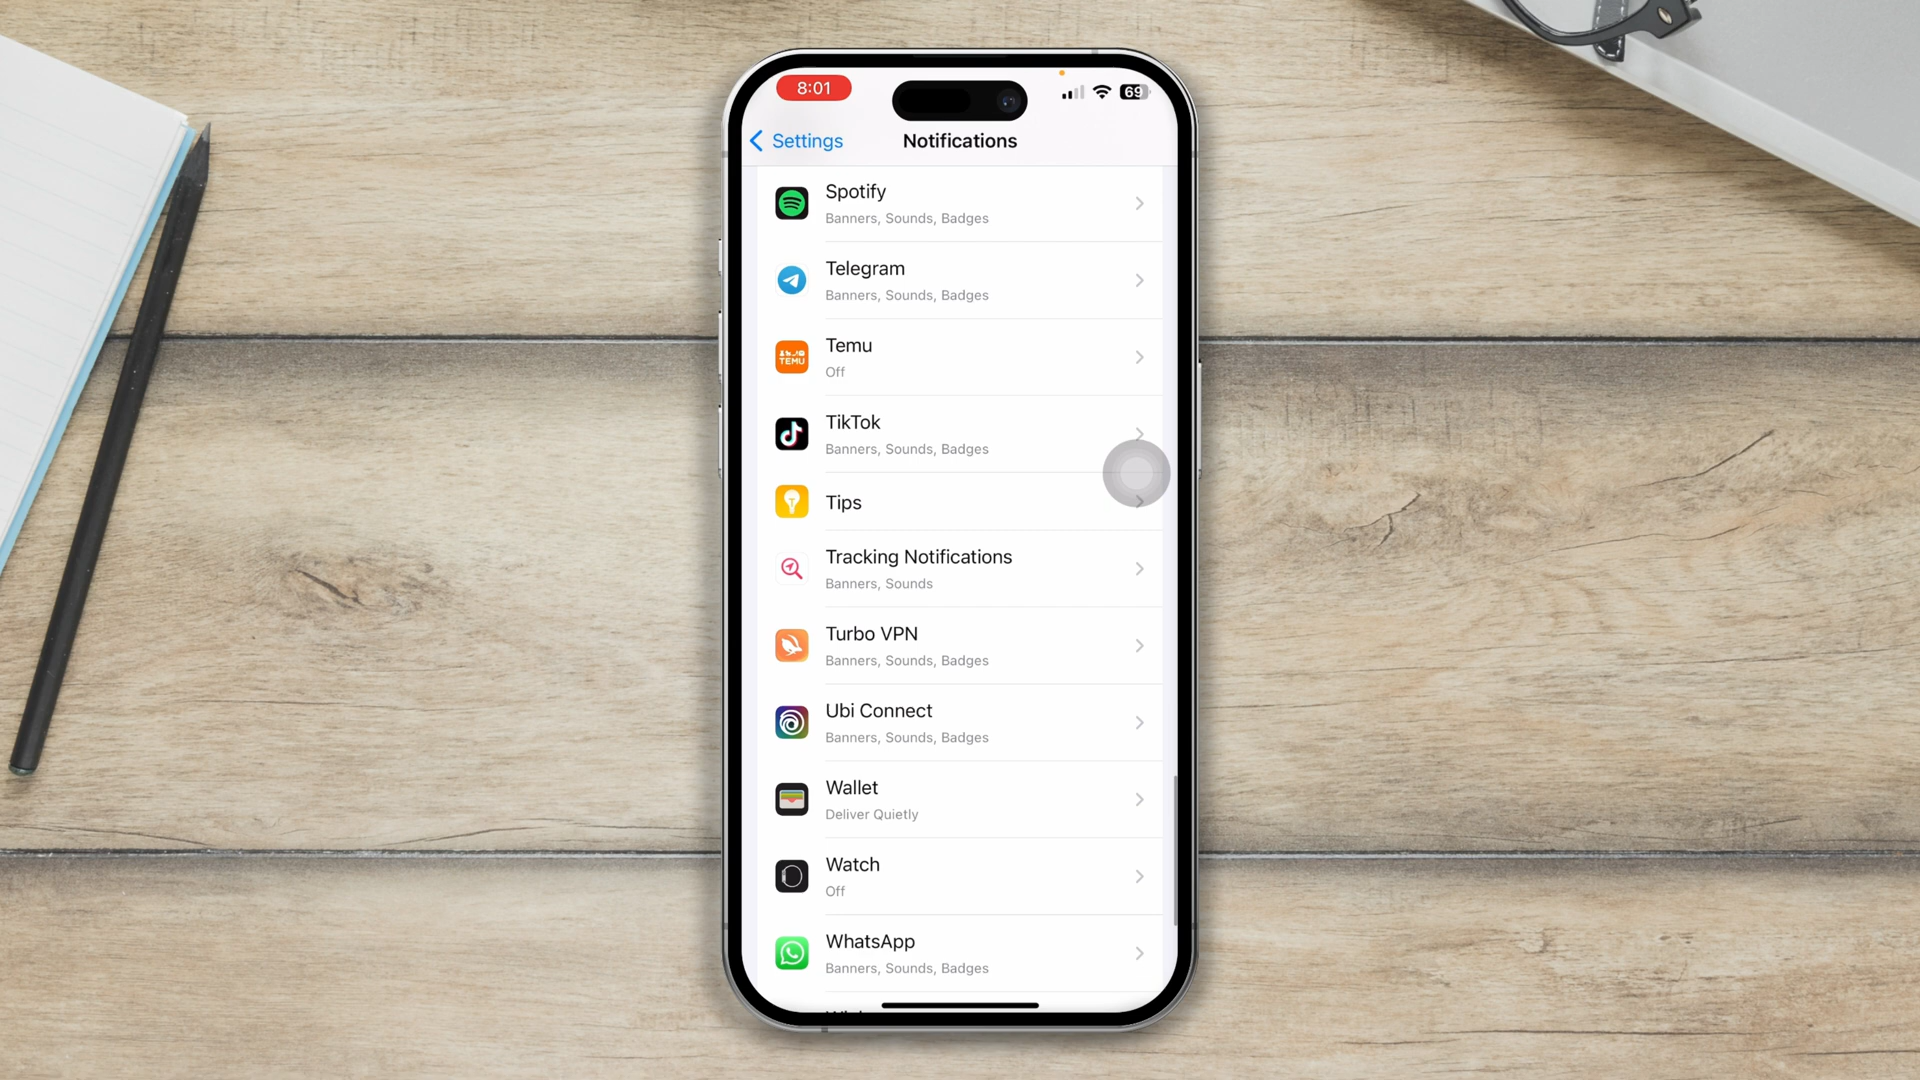 8:01
69
Settings
Notifications
Spotify
Banners, Sounds, Badges
Telegram
Banners, Sounds, Badges
TEMU
Temu
Off
TikTok
Banners, Sounds, Badges
Tips
Tracking Notifications
Banners, Sounds
Turbo VPN
Banners, Sounds, Badges
Ubi Connect
Banners, Sounds, Badges
Wallet
Deliver Quietly
Watch
Off
WhatsApp
Banners, Sounds, Badges